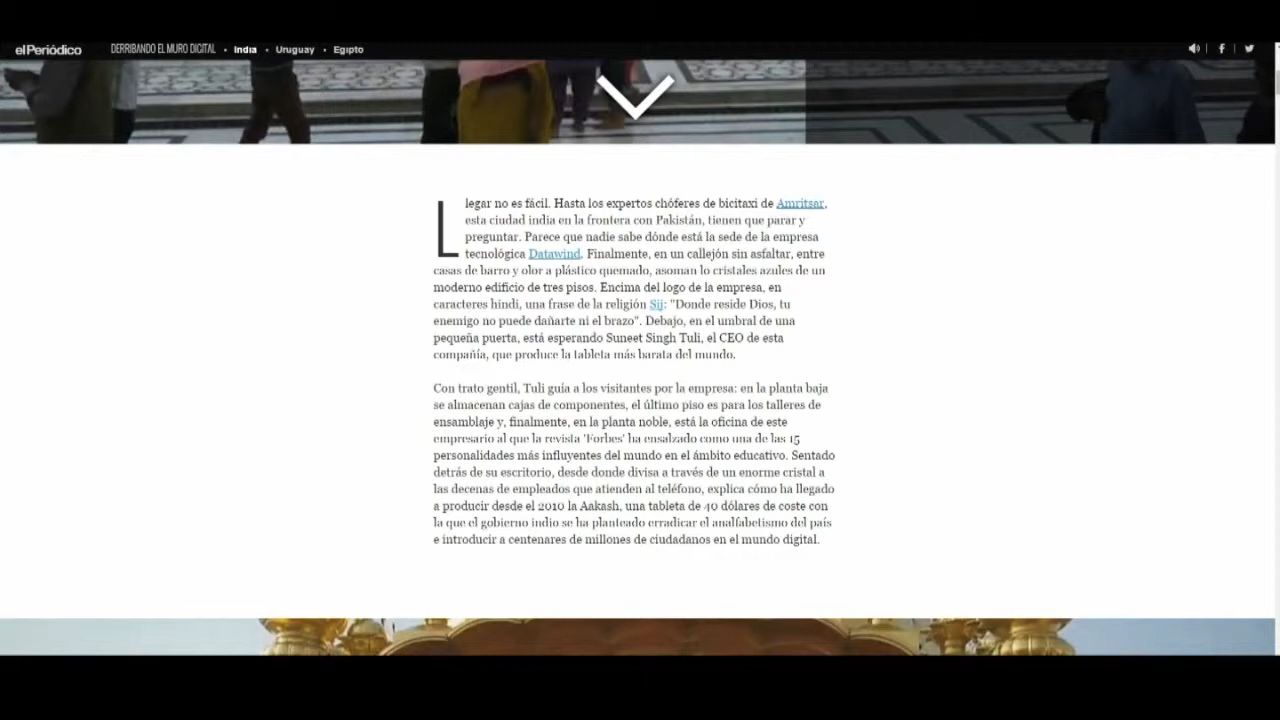 elPeriódico DERRIBANDO EL MURO DIGITAL • India • Uruguay • Egipto
Llegar no es fácil. Hasta los expertos chóferes de bicitaxi de Amritsar,
esta ciudad india en la frontera con Pakistán, tienen que parar y
preguntar. Parece que nadie sabe dónde está la sede de la empresa
tecnológica Datawind. Finalmente, en un callejón sin asfaltar, entre
casas de barro y olor a plástico quemado, asoman lo cristales azules de un
moderno edificio de tres pisos. Encima del logo de la empresa, en
caracteres hindi, una frase de la religión Sij: "Donde reside Dios, tu
enemigo no puede dañarte ni el brazo". Debajo, en el umbral de una
pequeña puerta, está esperando Suneet Singh Tuli, el CEO de esta
compañía, que produce la tableta más barata del mundo.
Con trato gentil, Tuli guía a los visitantes por la empresa: en la planta baja
se almacenan cajas de componentes, el último piso es para los talleres de
ensamblaje y, finalmente, en la planta noble, está la oficina de este
empresario al que la revista 'Forbes' ha ensalzado como una de las 15
personalidades más influyentes del mundo en el ámbito educativo. Sentado
detrás de su escritorio, desde donde divisa a través de un enorme cristal a
las decenas de empleados que atienden al teléfono, explica cómo ha llegado
a producir desde el 2010 la Aakash, una tableta de 40 dólares de coste con
la que el gobierno indio se ha planteado erradicar el analfabetismo del país
e introducir a centenares de millones de ciudadanos en el mundo digital.